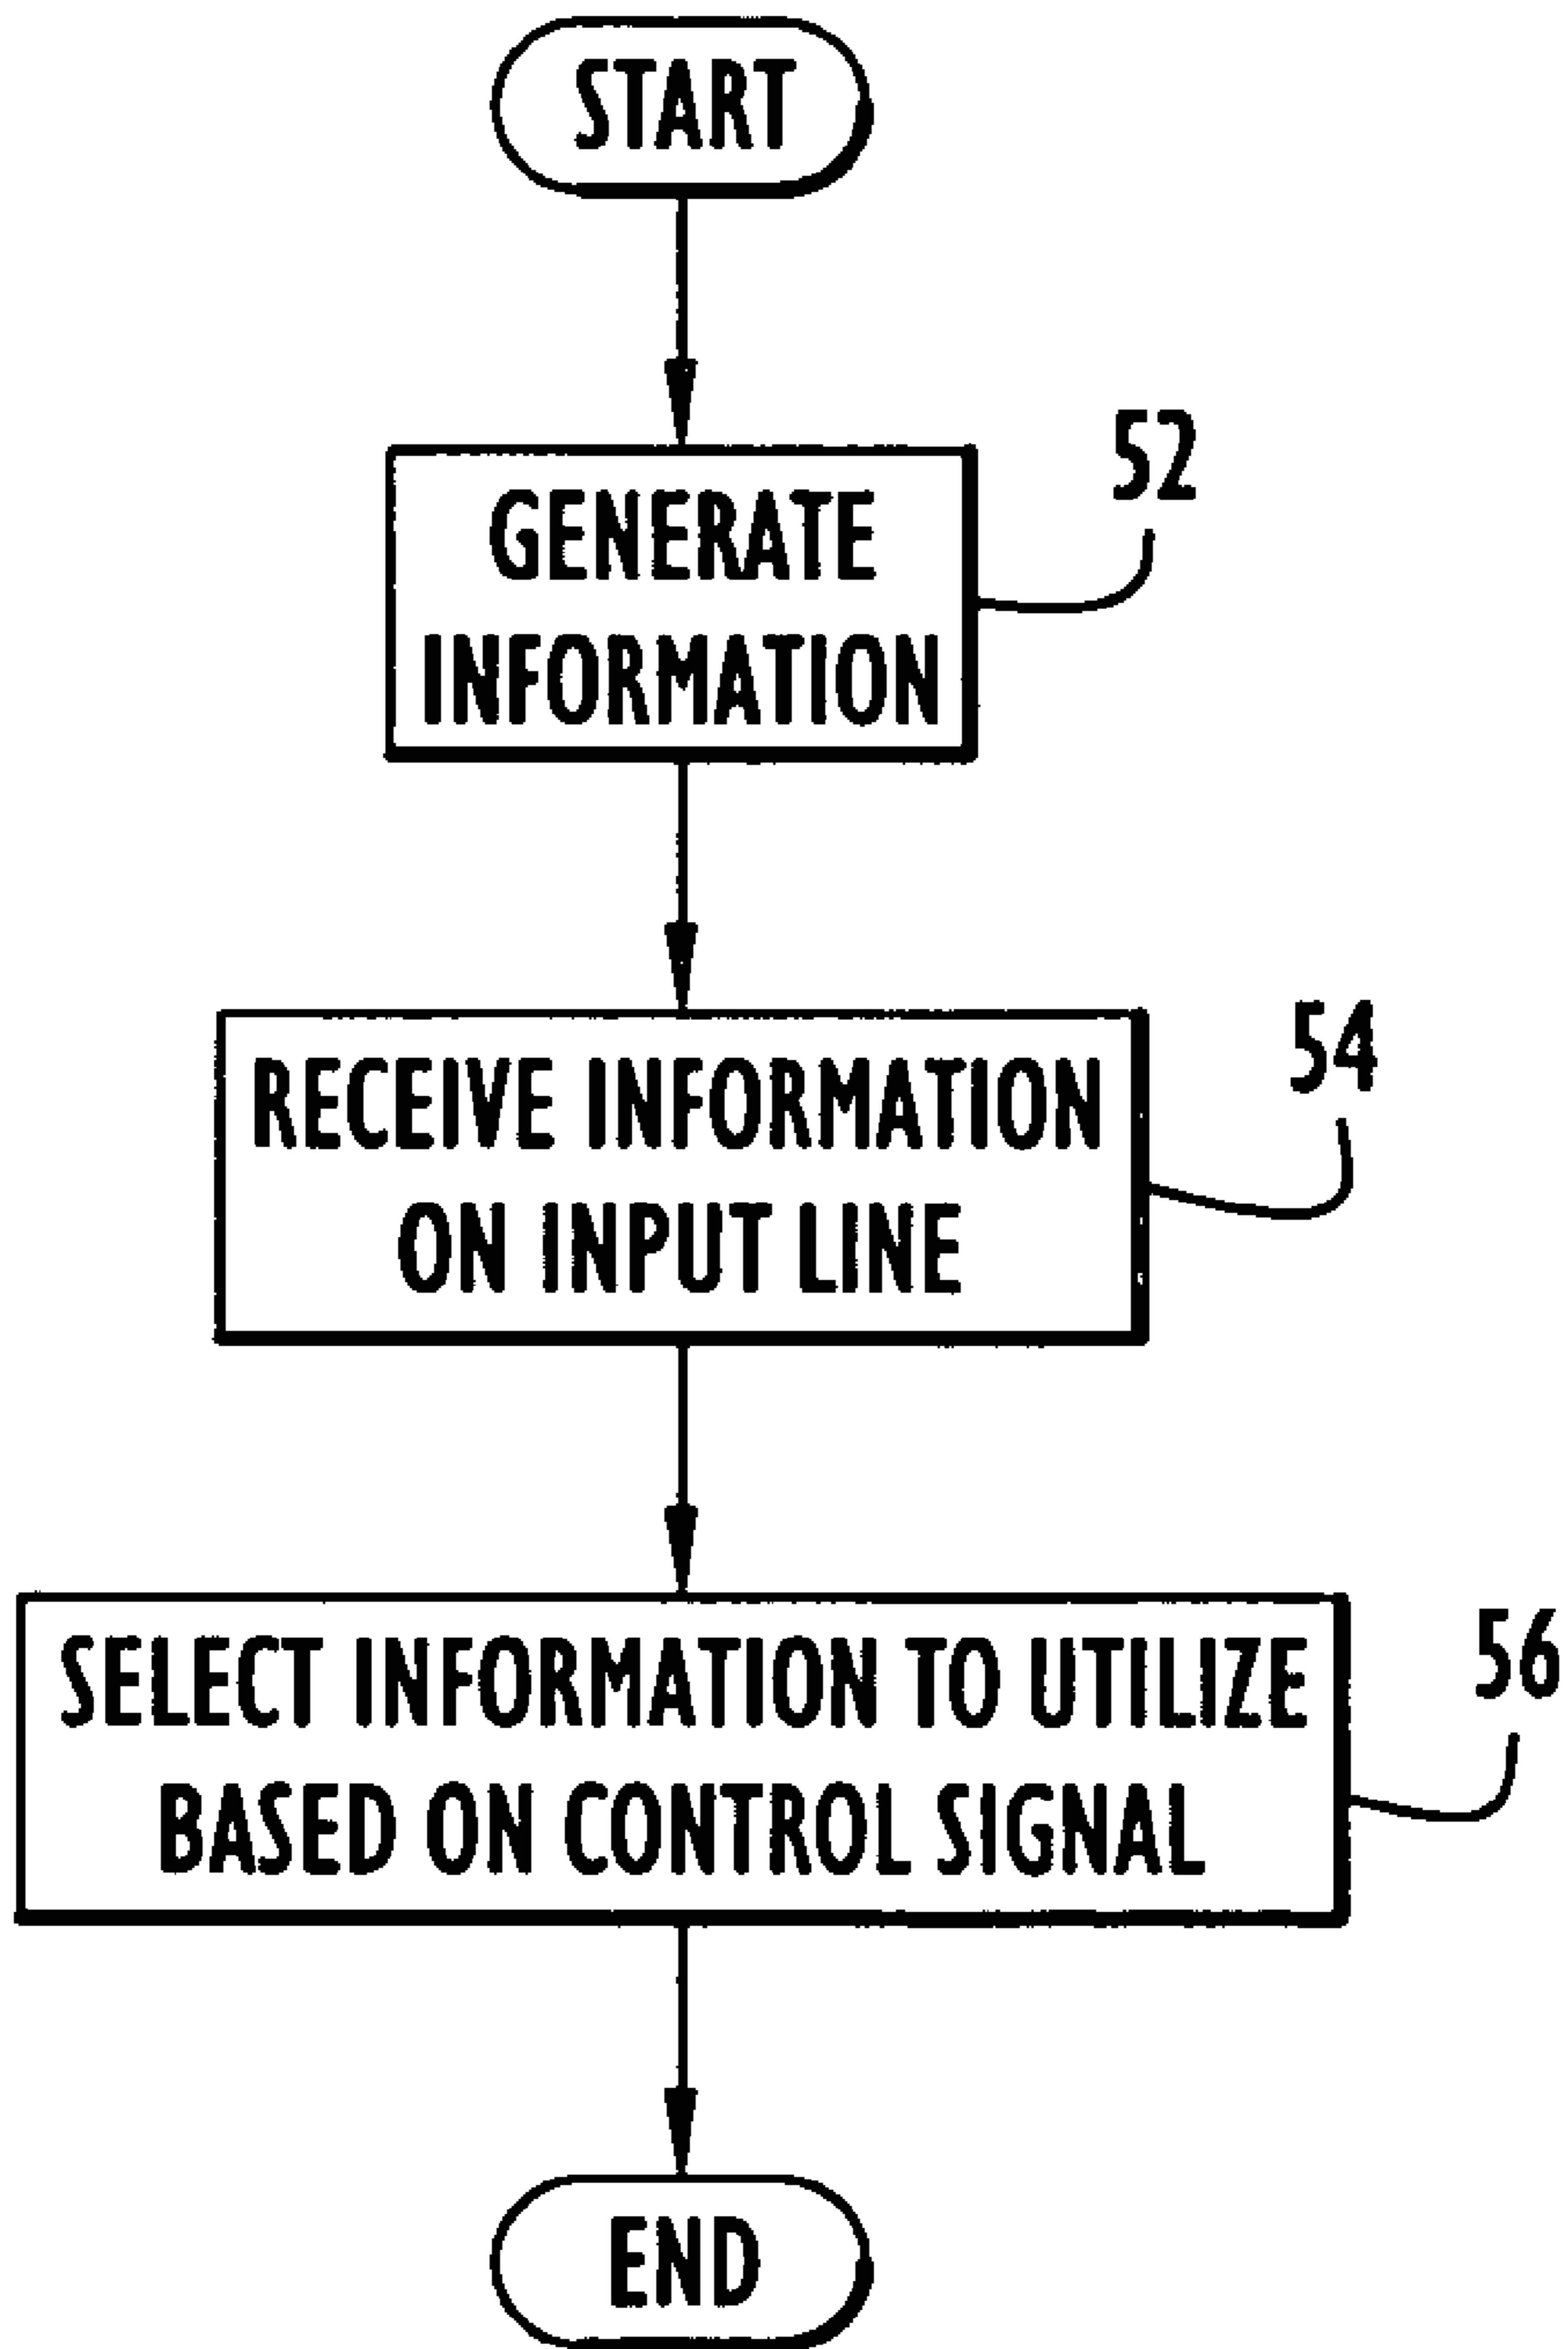 START
52
GENERATE
INFORMATION
54
RECEIVE INFORMATION
ON INPUT LINE
56
SELECT INFORMATION TO UTILIZE
BASED ON CONTROL SIGNAL
END